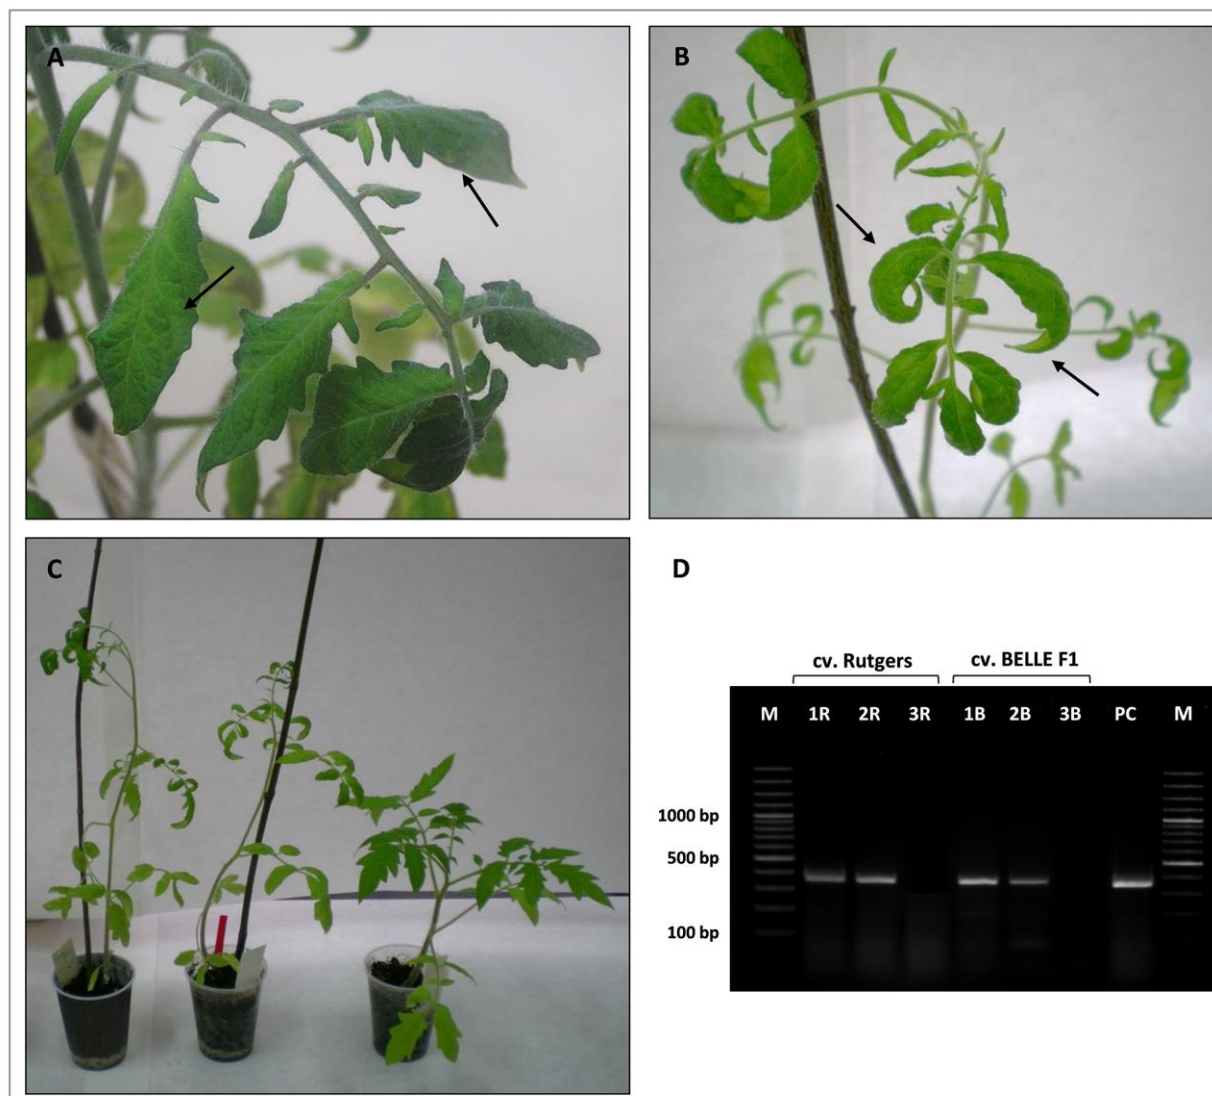 A
B
C
D
cv. Rutgers
cv. BELLE F1
M 1R 2R 3R 1B 2B 3B PC M
1000 bp
500 bp
100 bp